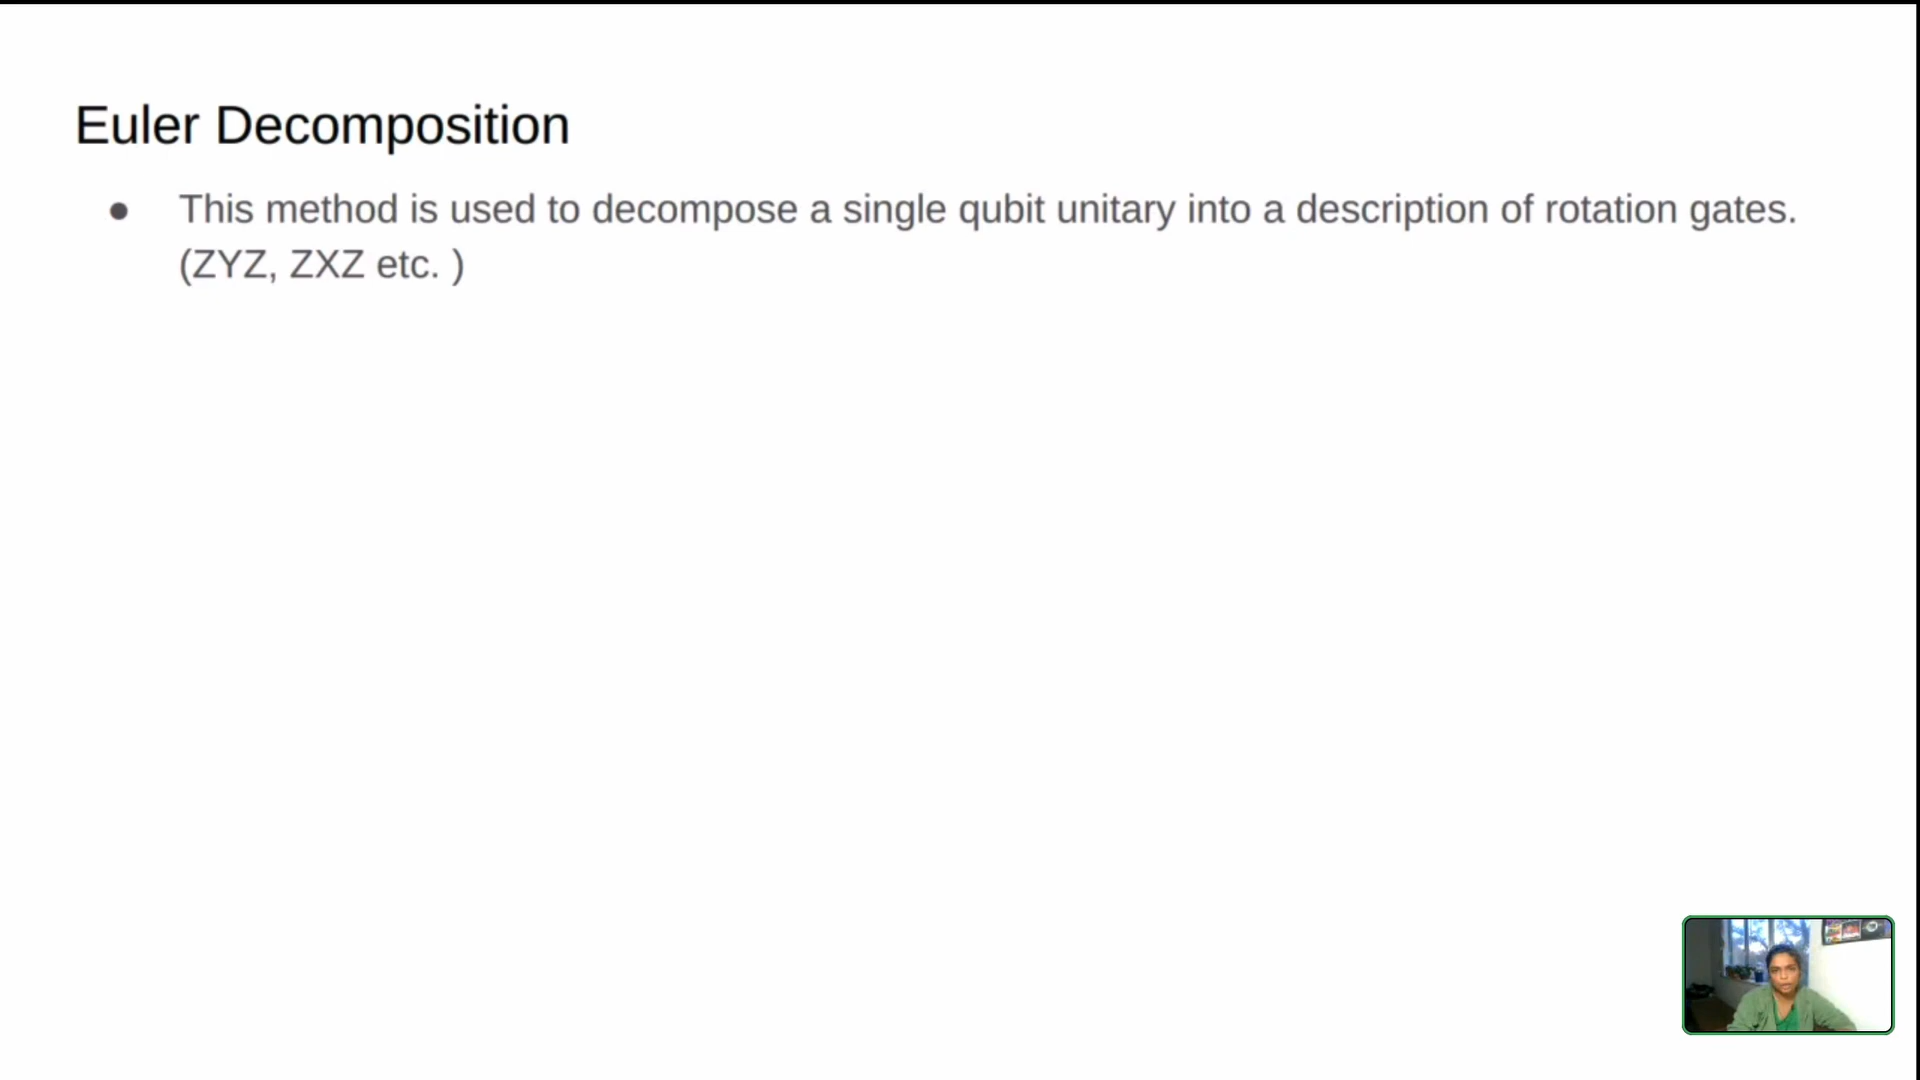 Euler Decomposition
● This method is used to decompose a single qubit unitary into a description of rotation gates.
(ZYZ, ZXZ etc. )